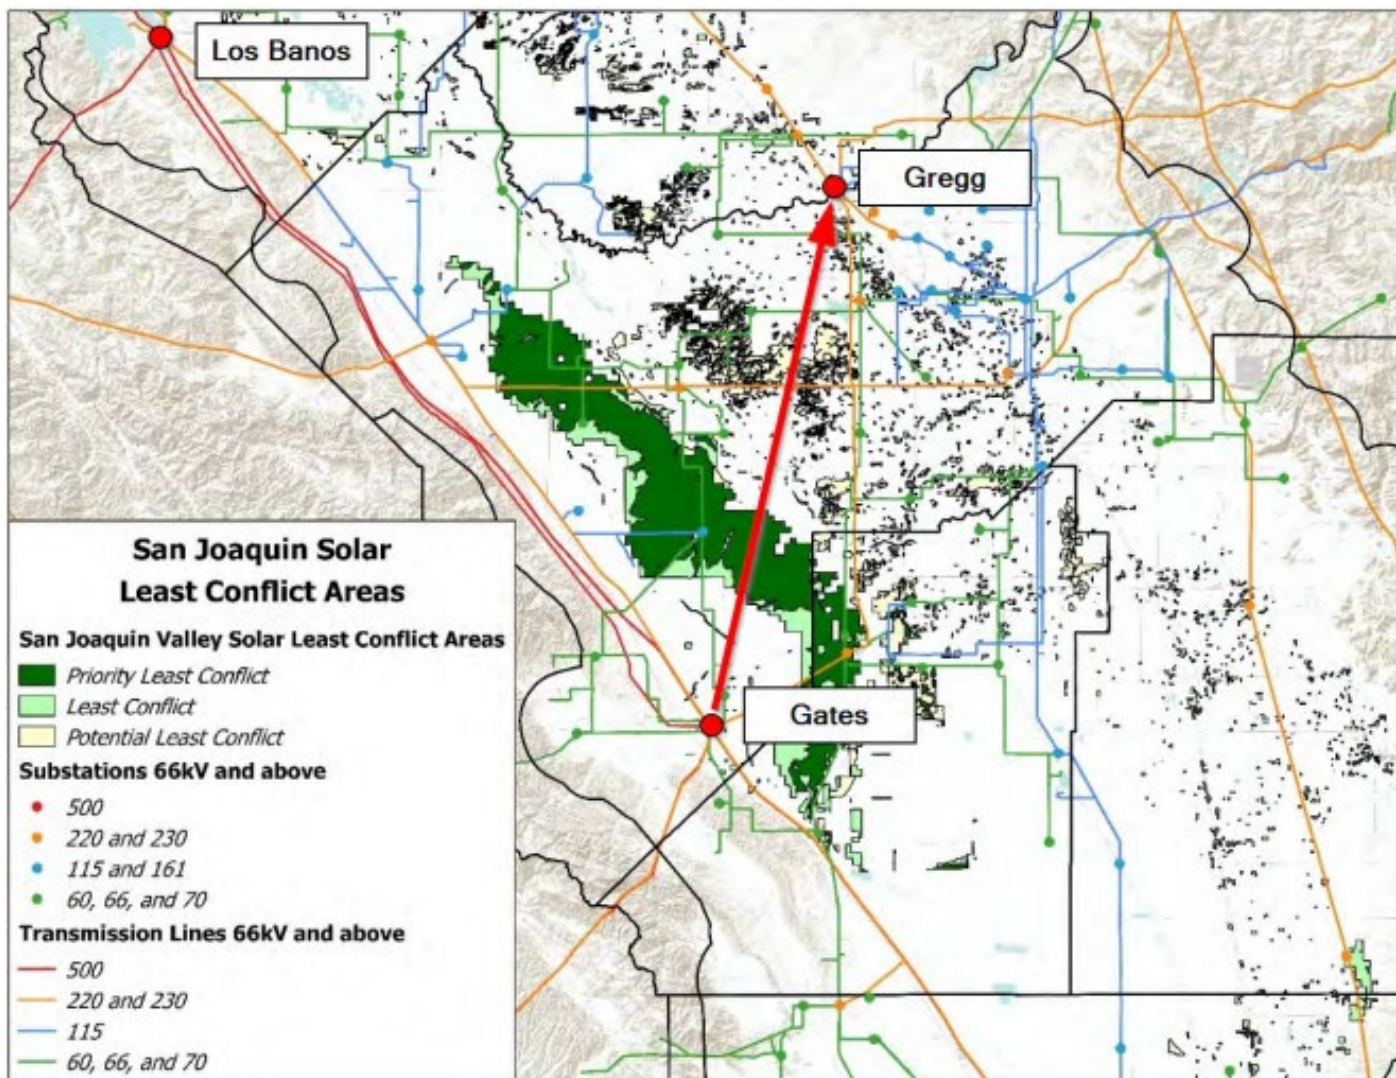 Los Banos
Gregg
Gates
San Joaquin Solar
Least Conflict Areas
San Joaquin Valley Solar Least Conflict Areas
Priority Least Conflict
Least Conflict
Potential Least Conflict
Substations 66kV and above
500
220 and 230
115 and 161
60, 66, and 70
Transmission Lines 66kV and above
500
220 and 230
115
60, 66, and 70